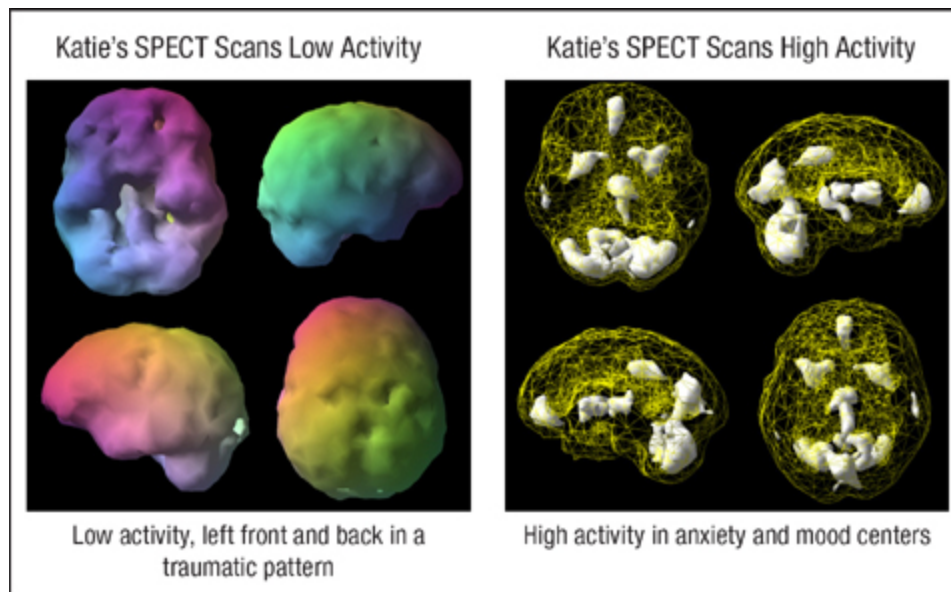 Katie's SPECT Scans Low Activity
Low activity, left front and back in a
traumatic pattern
Katie's SPECT Scans High Activity
High activity in anxiety and mood centers